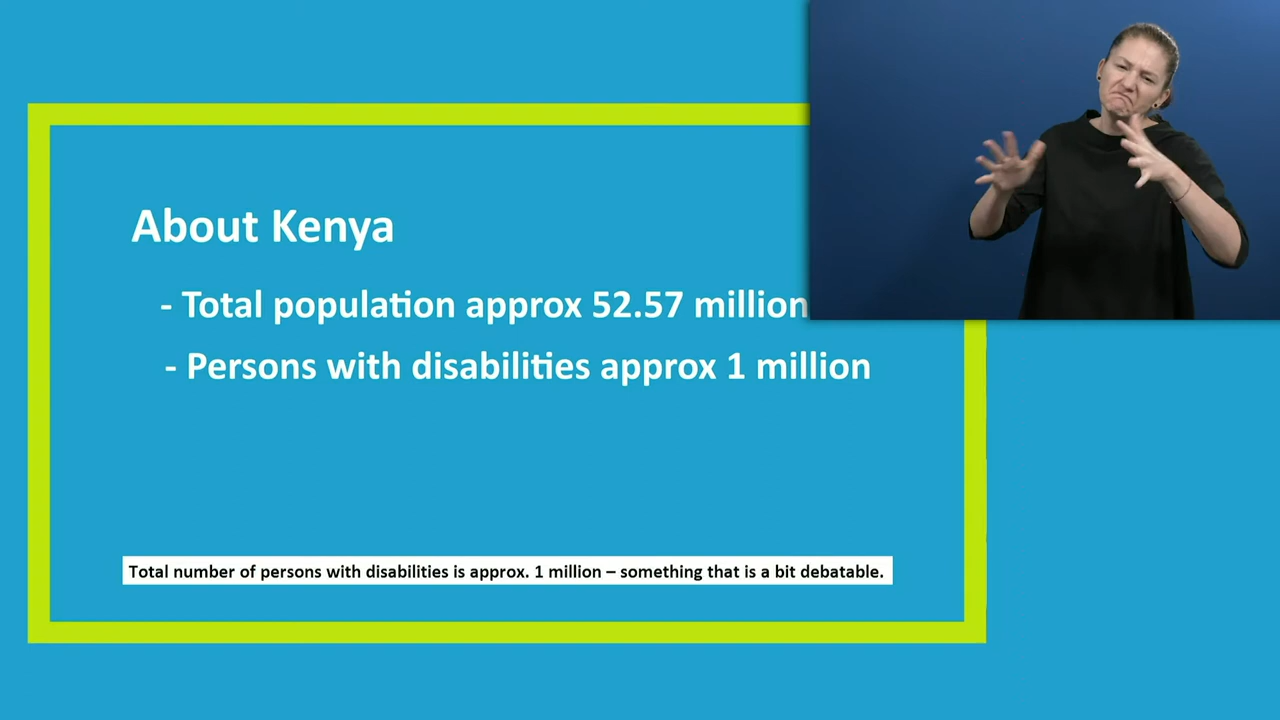 About Kenya
- Total population approx 52.57 million
- Persons with disabilities approx 1 million
Total number of persons with disabilities is approx. 1 million – something that is a bit debatable.